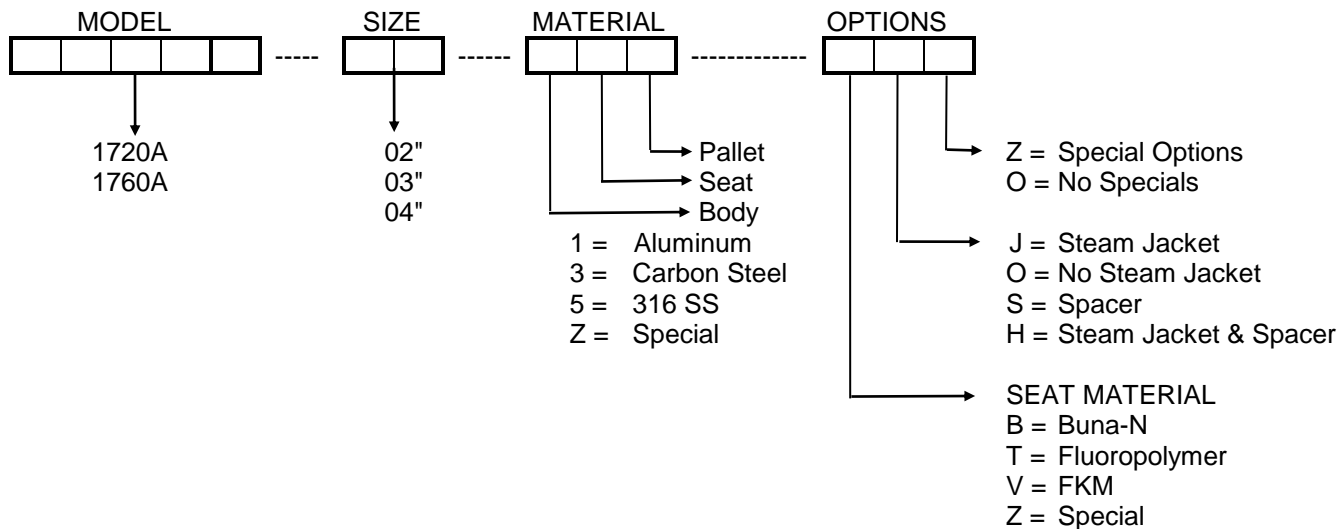 MODEL SIZE MATERIAL OPTIONS
----- ------ -------------
1720A 02" Pallet Z = Special Options
1760A 03" Seat O = No Specials
04" Body
1 = Aluminum J = Steam Jacket
3 = Carbon Steel O = No Steam Jacket
5 = 316 SS S = Spacer
Z = Special H = Steam Jacket & Spacer
SEAT MATERIAL
B = Buna-N
T = Fluoropolymer
V = FKM
Z = Special